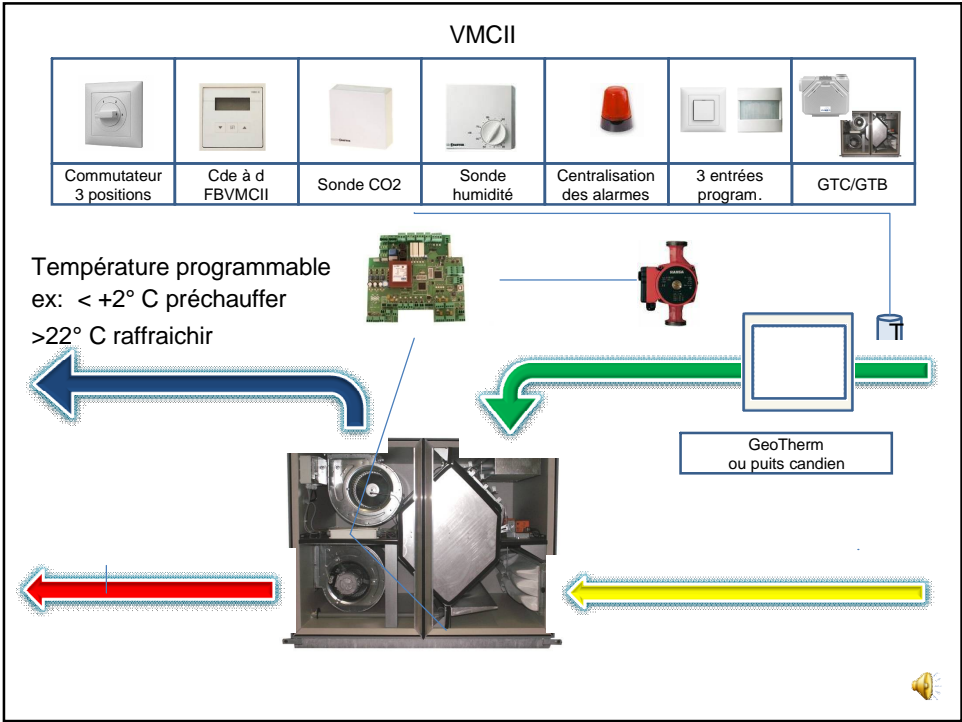 VMCII
Commutateur
3 positions
Cde à d
FBVMCII
Sonde CO2
Sonde
humidité
Centralisation
des alarmes
3 entrées
program.
GTC/GTB
Température programmable
ex: < +2° C préchauffer
>22° C raffraichir
T
GeoTherm
ou puits candien